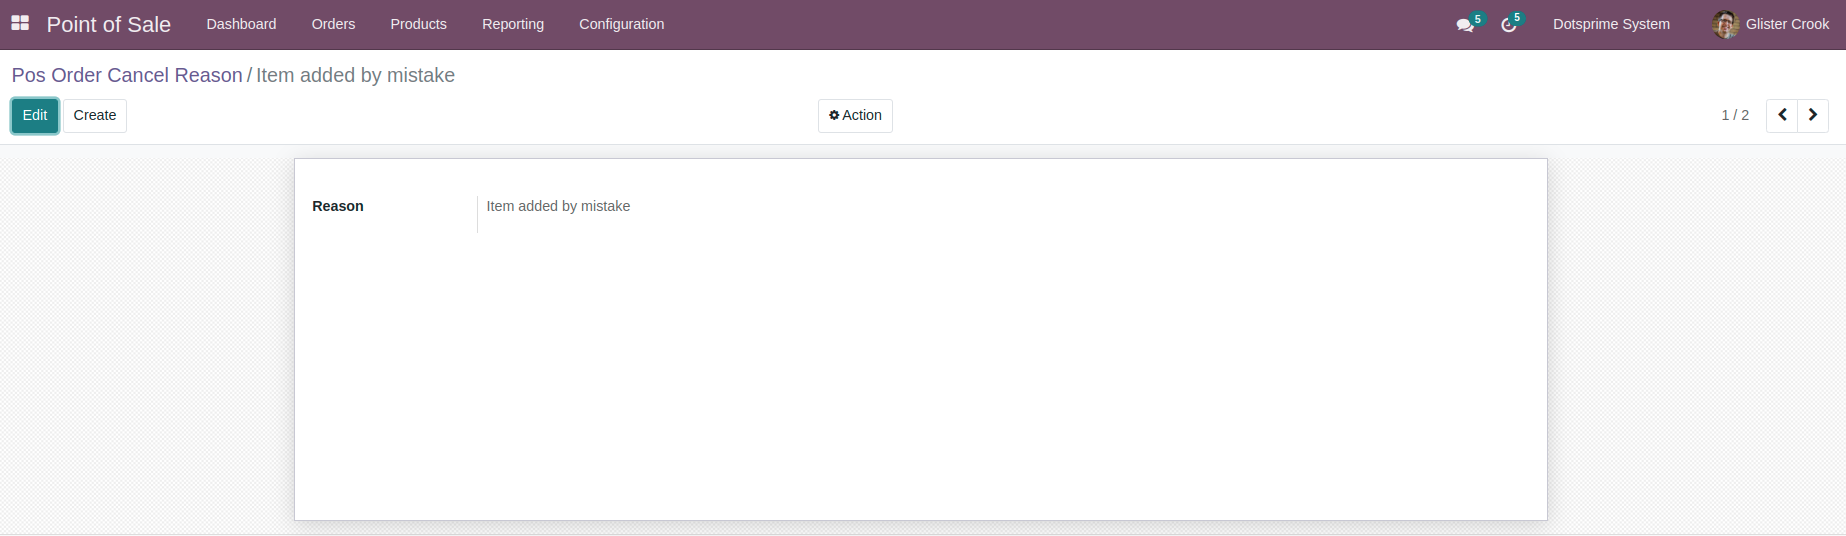 Point of Sale Dashboard Orders Products Reporting Configuration 5 5 Dotsprime System Glister Crook
Pos Order Cancel Reason / Item added by mistake
Edit Create Action 1 / 2
Reason Item added by mistake